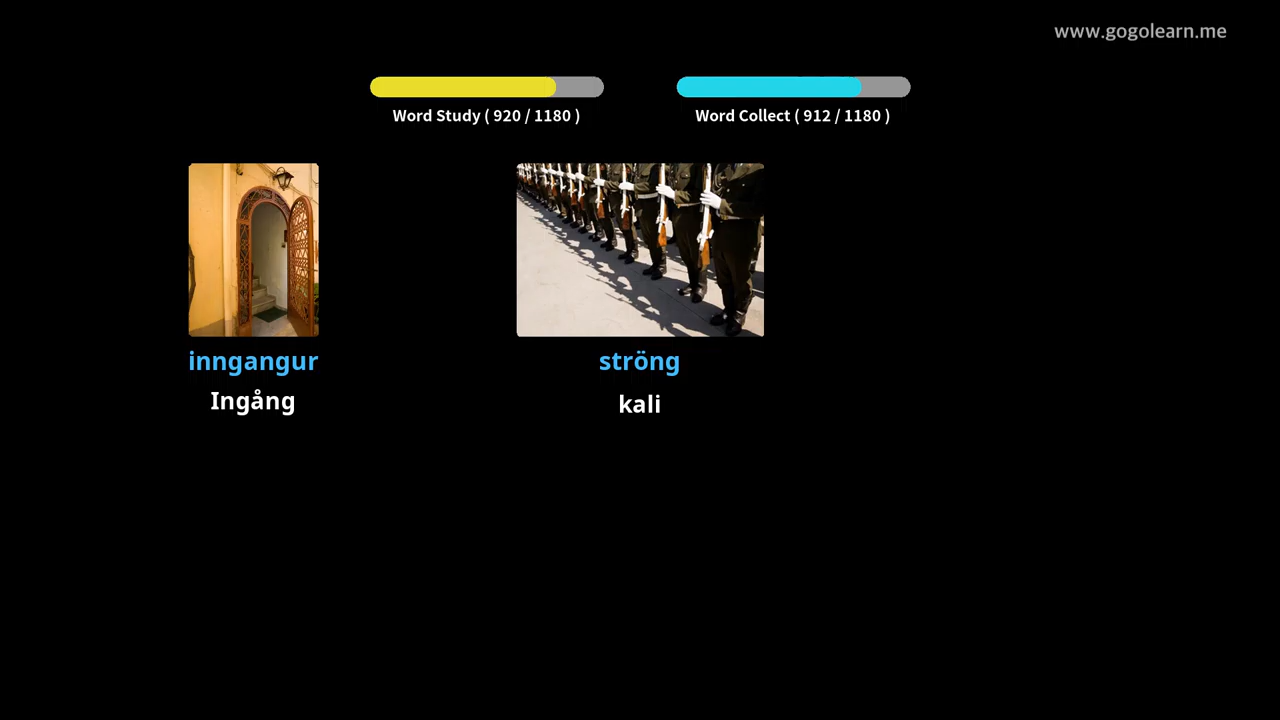 www.gogolearn.me
Word Study ( 920 / 1180 )
Word Collect ( 912 / 1180 )
inngangur
Ingång
ströng
kali